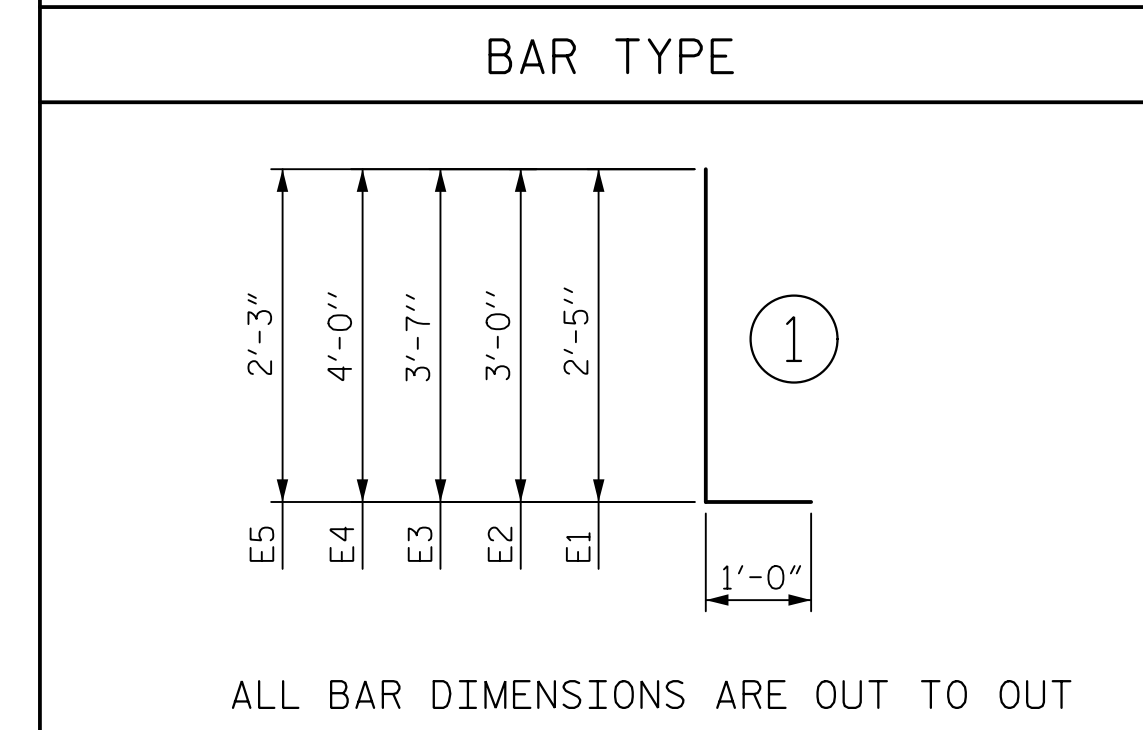 BAR TYPE
2'-3"
4'-0''
3'-7''
3'-0''
2'-5''
1
E5
E4
E3
E2
E1
1'-0"
ALL BAR DIMENSIONS ARE OUT TO OUT